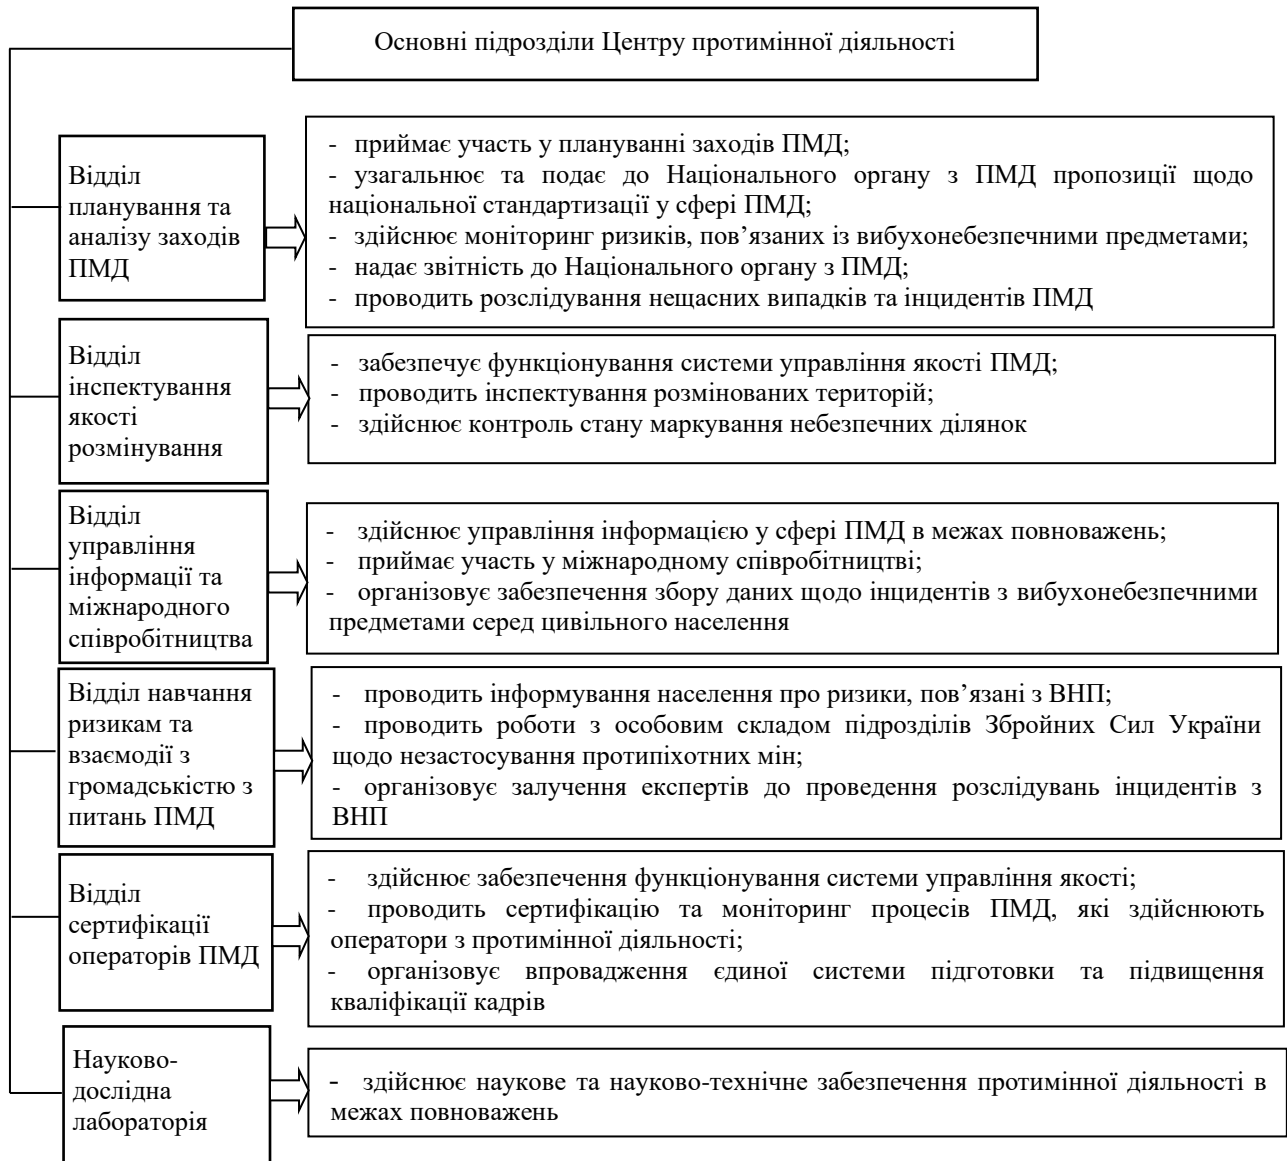 Основні підрозділи Центру протимінної діяльності
Відділ
планування та
аналізу заходів
ПМД
- приймає участь у плануванні заходів ПМД;
- узагальнює та подає до Національного органу з ПМД пропозиції щодо
національної стандартизації у сфері ПМД;
- здійснює моніторинг ризиків, пов’язаних із вибухонебезпечними предметами;
- надає звітність до Національного органу з ПМД;
- проводить розслідування нещасних випадків та інцидентів ПМД
Відділ
інспектування
якості
розмінування
- забезпечує функціонування системи управління якості ПМД;
- проводить інспектування розмінованих територій;
- здійснює контроль стану маркування небезпечних ділянок
Відділ
управління
інформації та
міжнародного
співробітництва
- здійснює управління інформацією у сфері ПМД в межах повноважень;
- приймає участь у міжнародному співробітництві;
- організовує забезпечення збору даних щодо інцидентів з вибухонебезпечними
предметами серед цивільного населення
Відділ навчання
ризикам та
взаємодії з
громадськістю з
питань ПМД
- проводить інформування населення про ризики, пов’язані з ВНП;
- проводить роботи з особовим складом підрозділів Збройних Сил України
щодо незастосування протипіхотних мін;
- організовує залучення експертів до проведення розслідувань інцидентів з
ВНП
Відділ
сертифікації
операторів ПМД
- здійснює забезпечення функціонування системи управління якості;
- проводить сертифікацію та моніторинг процесів ПМД, які здійснюють
оператори з протимінної діяльності;
- організовує впровадження єдиної системи підготовки та підвищення
кваліфікації кадрів
Науково-
дослідна
лабораторія
- здійснює наукове та науково-технічне забезпечення протимінної діяльності в
межах повноважень